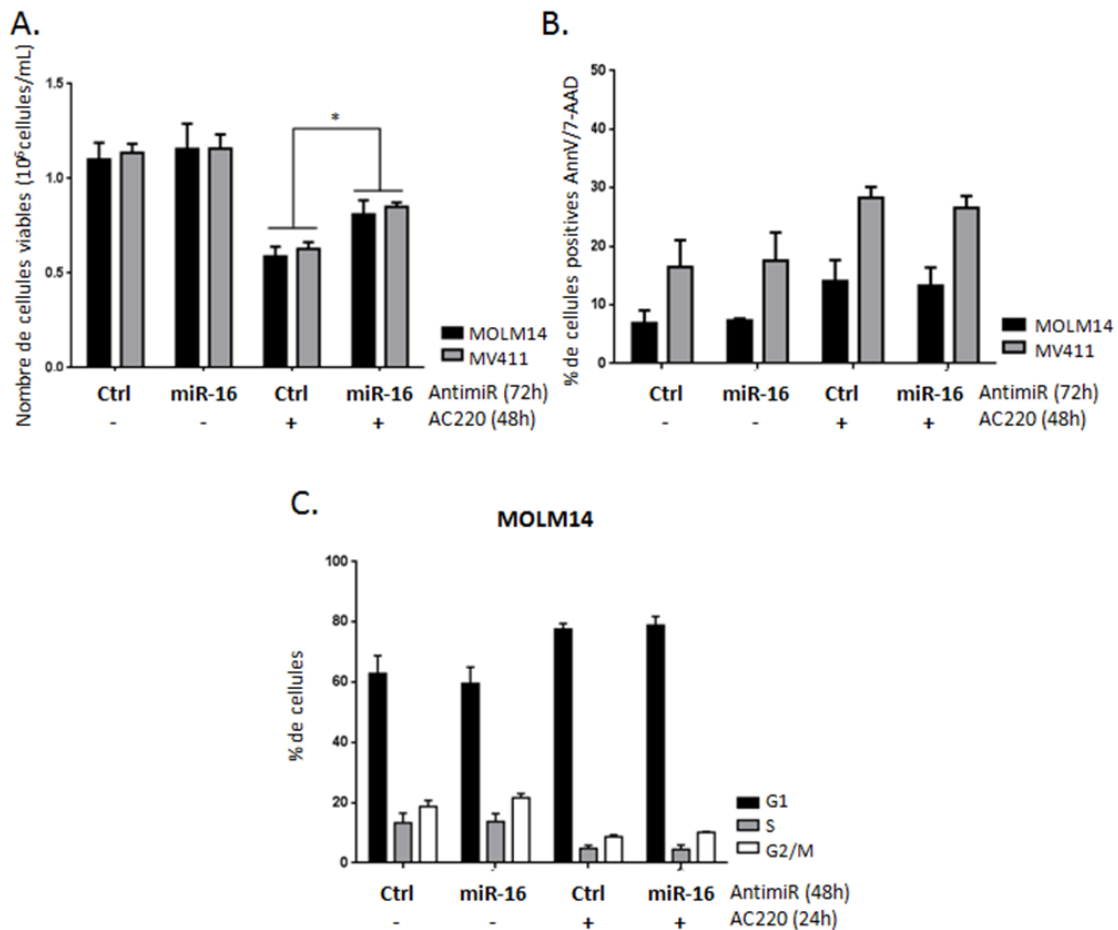 A.
Nombre de cellules viables (10⁶cellules/mL)
1.5
1.0
0.5
0.0
*
MOLM14
MV411
Ctrl miR-16 Ctrl miR-16 AntimiR (72h)
- - + + AC220 (48h)
B.
% de cellules positives AnnV/7-AAD
50
40
30
20
10
0
MOLM14
MV411
Ctrl miR-16 Ctrl miR-16 AntimiR (72h)
- - + + AC220 (48h)
C.
MOLM14
% de cellules
100
80
60
40
20
0
G1
S
G2/M
Ctrl miR-16 Ctrl miR-16 AntimiR (48h)
- - + + AC220 (24h)